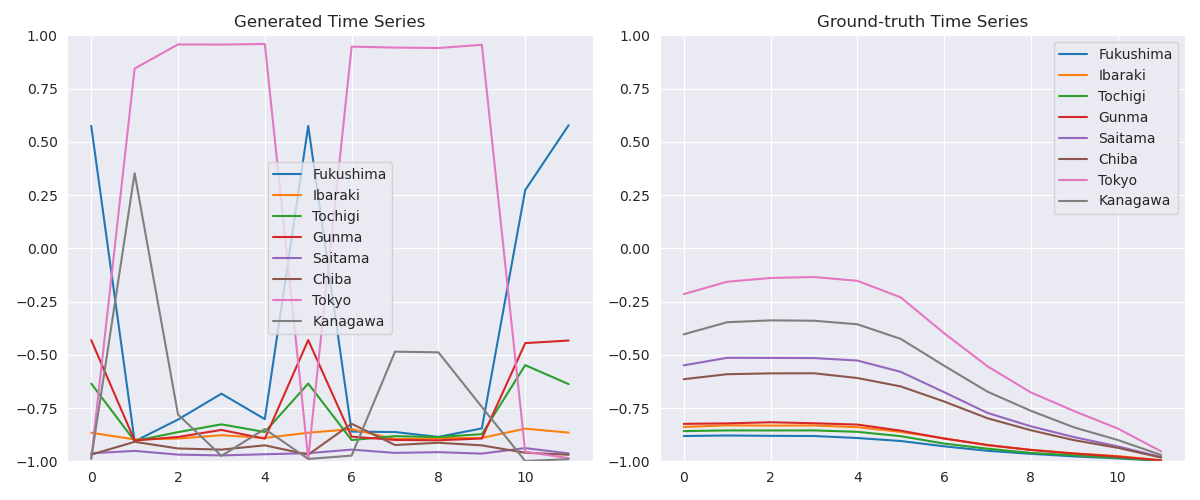 Generated Time Series
1.00
0.75
0.50
0.25
0.00
−0.25
−0.50
−0.75
−1.00
0 2 4 6 8 10
Fukushima
Ibaraki
Tochigi
Gunma
Saitama
Chiba
Tokyo
Kanagawa
Ground-truth Time Series
1.00
0.75
0.50
0.25
0.00
−0.25
−0.50
−0.75
−1.00
0 2 4 6 8 10
Fukushima
Ibaraki
Tochigi
Gunma
Saitama
Chiba
Tokyo
Kanagawa